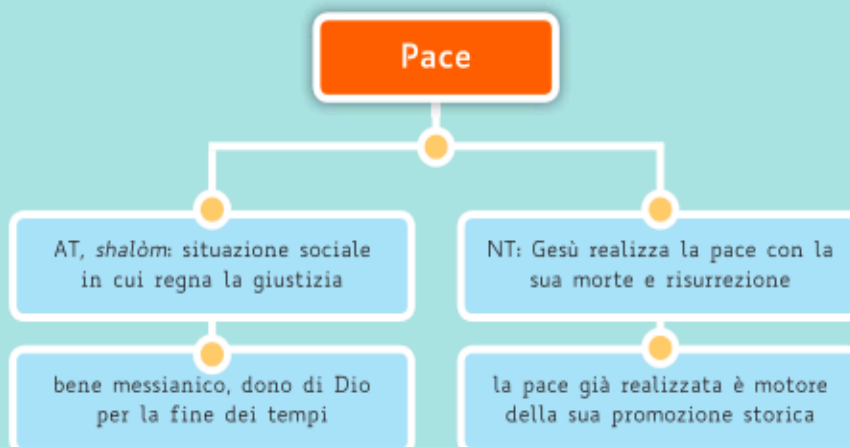 Pace
AT, shalòm: situazione sociale
in cui regna la giustizia
bene messianico, dono di Dio
per la fine dei tempi
NT: Gesù realizza la pace con la
sua morte e risurrezione
la pace già realizzata è motore
della sua promozione storica